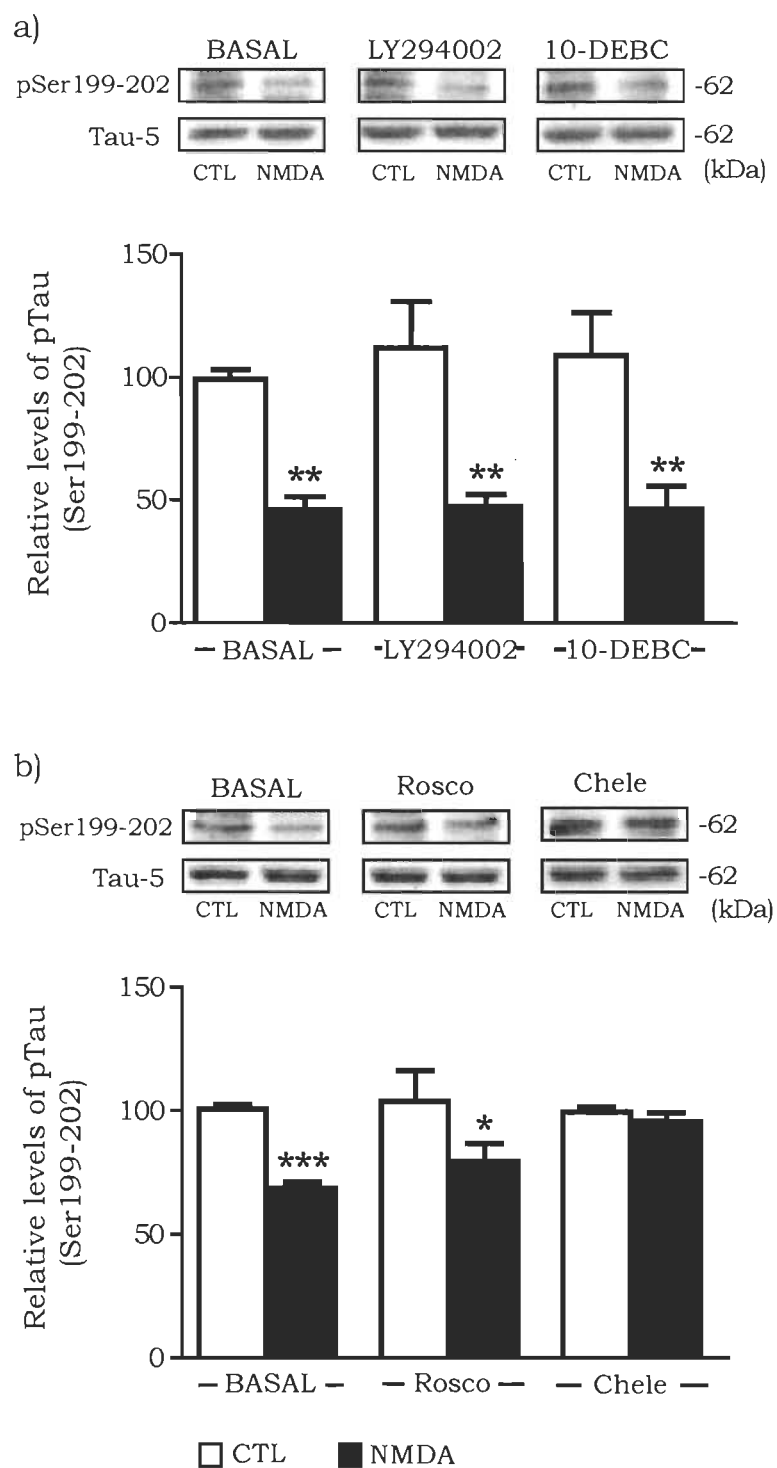 a)
BASAL LY294002 10-DEBC
pSer199-202 -62
Tau-5 -62
CTL NMDA CTL NMDA CTL NMDA (kDa)
Relative levels of pTau
(Ser199-202)
150
100
50
0
** ** **
BASAL LY294002 10-DEBC
b)
BASAL Rosco Chele
pSer199-202 -62
Tau-5 -62
CTL NMDA CTL NMDA CTL NMDA (kDa)
Relative levels of pTau
(Ser199-202)
150
100
50
0
*** *
BASAL Rosco Chele
CTL NMDA